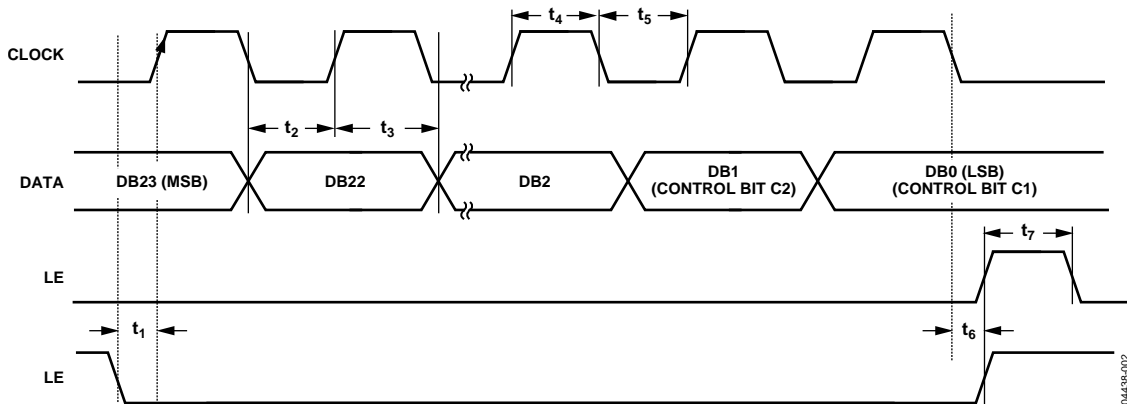 t4
t5
CLOCK
t2
t3
DATA
DB23 (MSB)
DB22
DB2
DB1
(CONTROL BIT C2)
DB0 (LSB)
(CONTROL BIT C1)
t7
LE
t1
t6
LE
04438-002